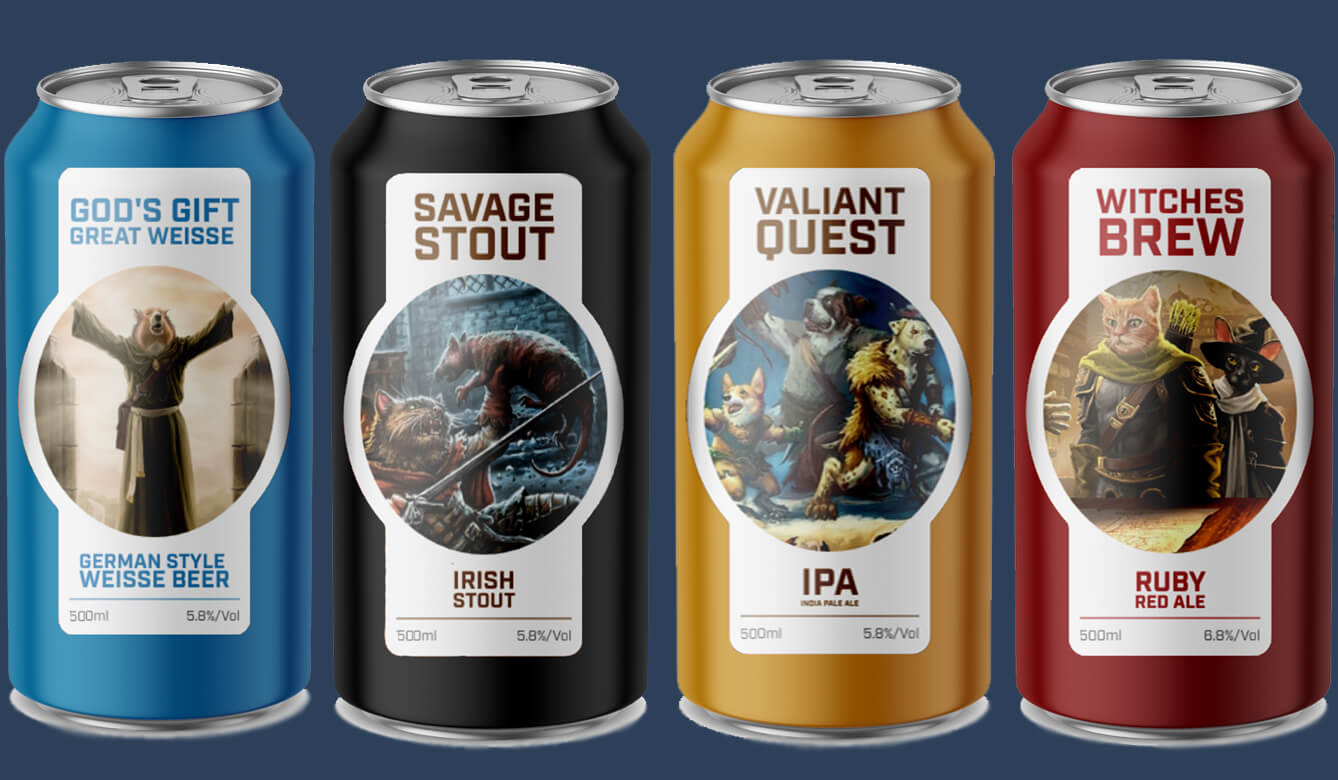 GOD'S GIFT
GREAT WEISSE
GERMAN STYLE
WEISSE BEER
500ml 5.8%/Vol
SAVAGE
STOUT
IRISH
STOUT
500ml 5.8%/Vol
VALIANT
QUEST
IPA
INDIA PALE ALE
500ml 5.8%/Vol
WITCHES
BREW
RUBY
RED ALE
500ml 6.8%/Vol